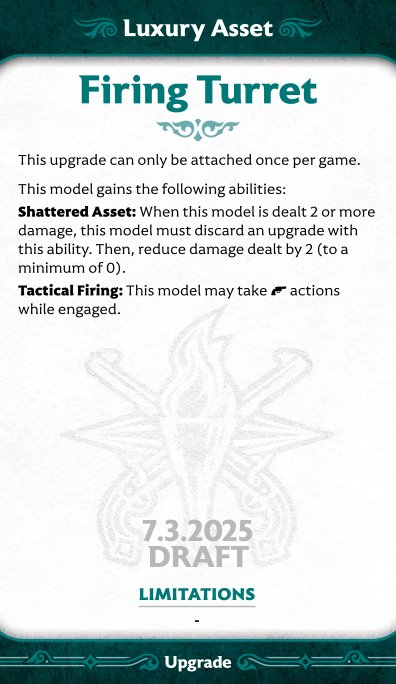 Luxury Asset
Firing Turret
This upgrade can only be attached once per game.
This model gains the following abilities:
Shattered Asset: When this model is dealt 2 or more
damage, this model must discard an upgrade with
this ability. Then, reduce damage dealt by 2 (to a
minimum of 0).
Tactical Firing: This model may take actions
while engaged.
7.3.2025
DRAFT
LIMITATIONS
-
Upgrade